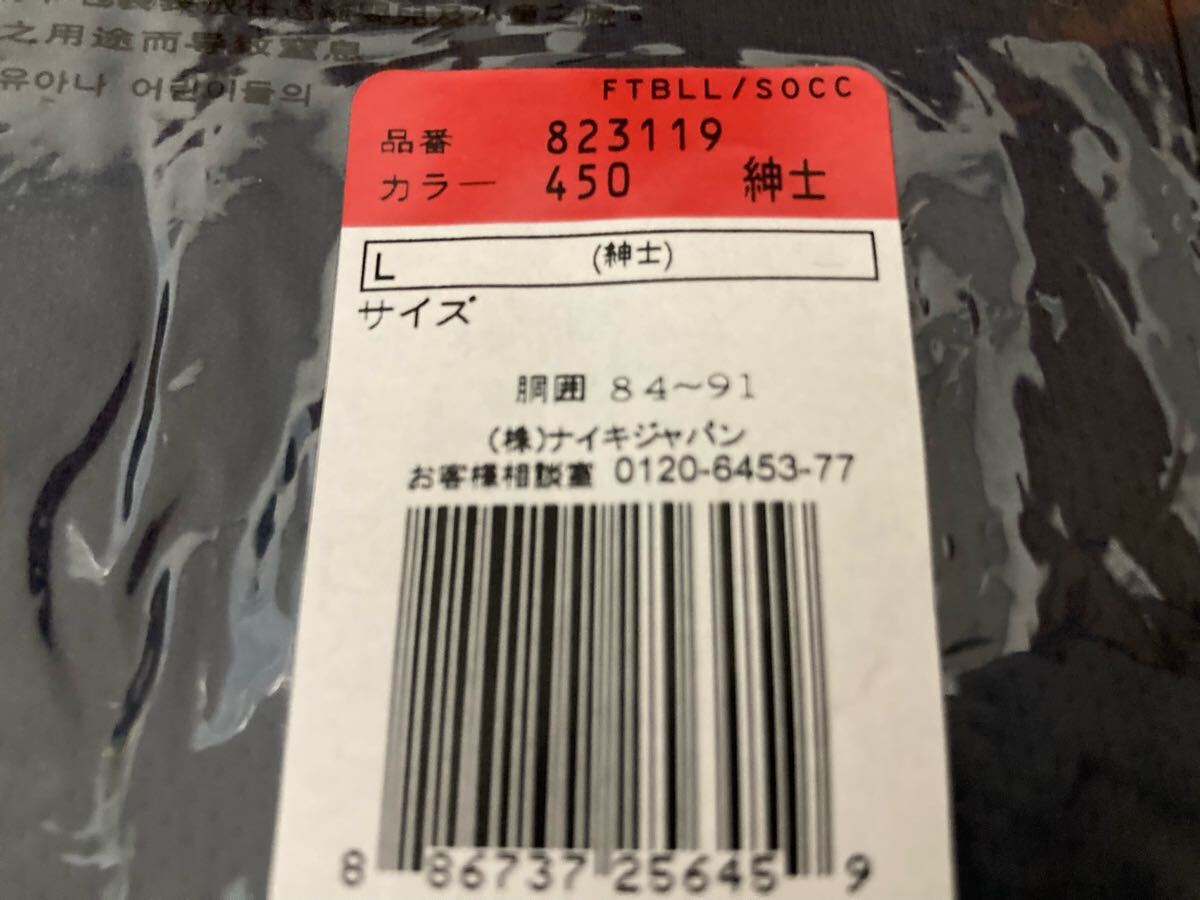 之用途而導致窒息
유아나 어린이들의
FTBLL/SOCC
品番 823119
カラー 450 紳士
L (紳士)
サイズ
胴囲 84～91
(株)ナイキジャパン
お客様相談室 0120-6453-77
8 86737 25645 9